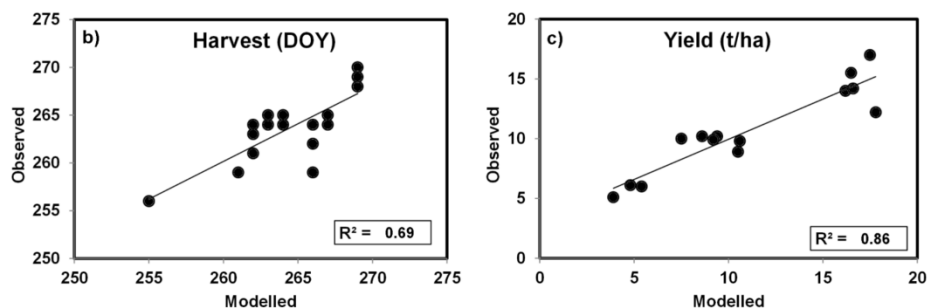 b) Harvest (DOY)
Observed
275
270
265
260
255
250
R² = 0.69
250 255 260 265 270 275
Modelled
c) Yield (t/ha)
Observed
20
15
10
5
0
R² = 0.86
0 5 10 15 20
Modelled